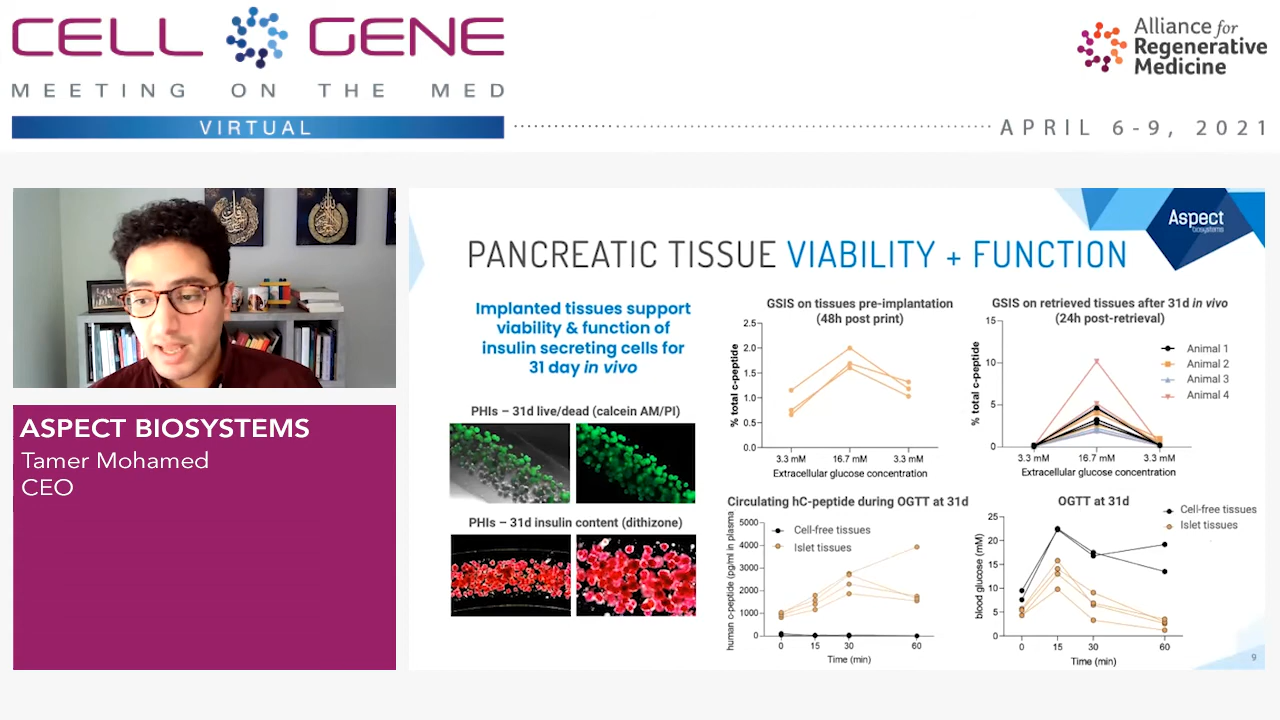 CELL GENE
MEETING ON THE MED
VIRTUAL
APRIL 6-9, 2021
Alliance for
Regenerative
Medicine
ASPECT BIOSYSTEMS
Tamer Mohamed
CEO
Aspect
biosystems
PANCREATIC TISSUE VIABILITY + FUNCTION
Implanted tissues support
viability & function of
insulin secreting cells for
31 day in vivo
PHIs – 31d live/dead (calcein AM/PI)
PHIs – 31d insulin content (dithizone)
GSIS on tissues pre-implantation
(48h post print)
% total c-peptide
2.5
2.0
1.5
1.0
0.5
0.0
3.3 mM 16.7 mM 3.3 mM
Extracellular glucose concentration
GSIS on retrieved tissues after 31d in vivo
(24h post-retrieval)
% total c-peptide
15
10
5
0
Animal 1
Animal 2
Animal 3
Animal 4
3.3 mM 16.7 mM 3.3 mM
Extracellular glucose concentration
Circulating hC-peptide during OGTT at 31d
human c-peptide (pg/ml in plasma
5000
4000
3000
2000
1000
0
Cell-free tissues
Islet tissues
0 15 30 60
Time (min)
OGTT at 31d
blood glucose (mM)
25
20
15
10
5
0
Cell-free tissues
Islet tissues
0 15 30 60
Time (min)
9